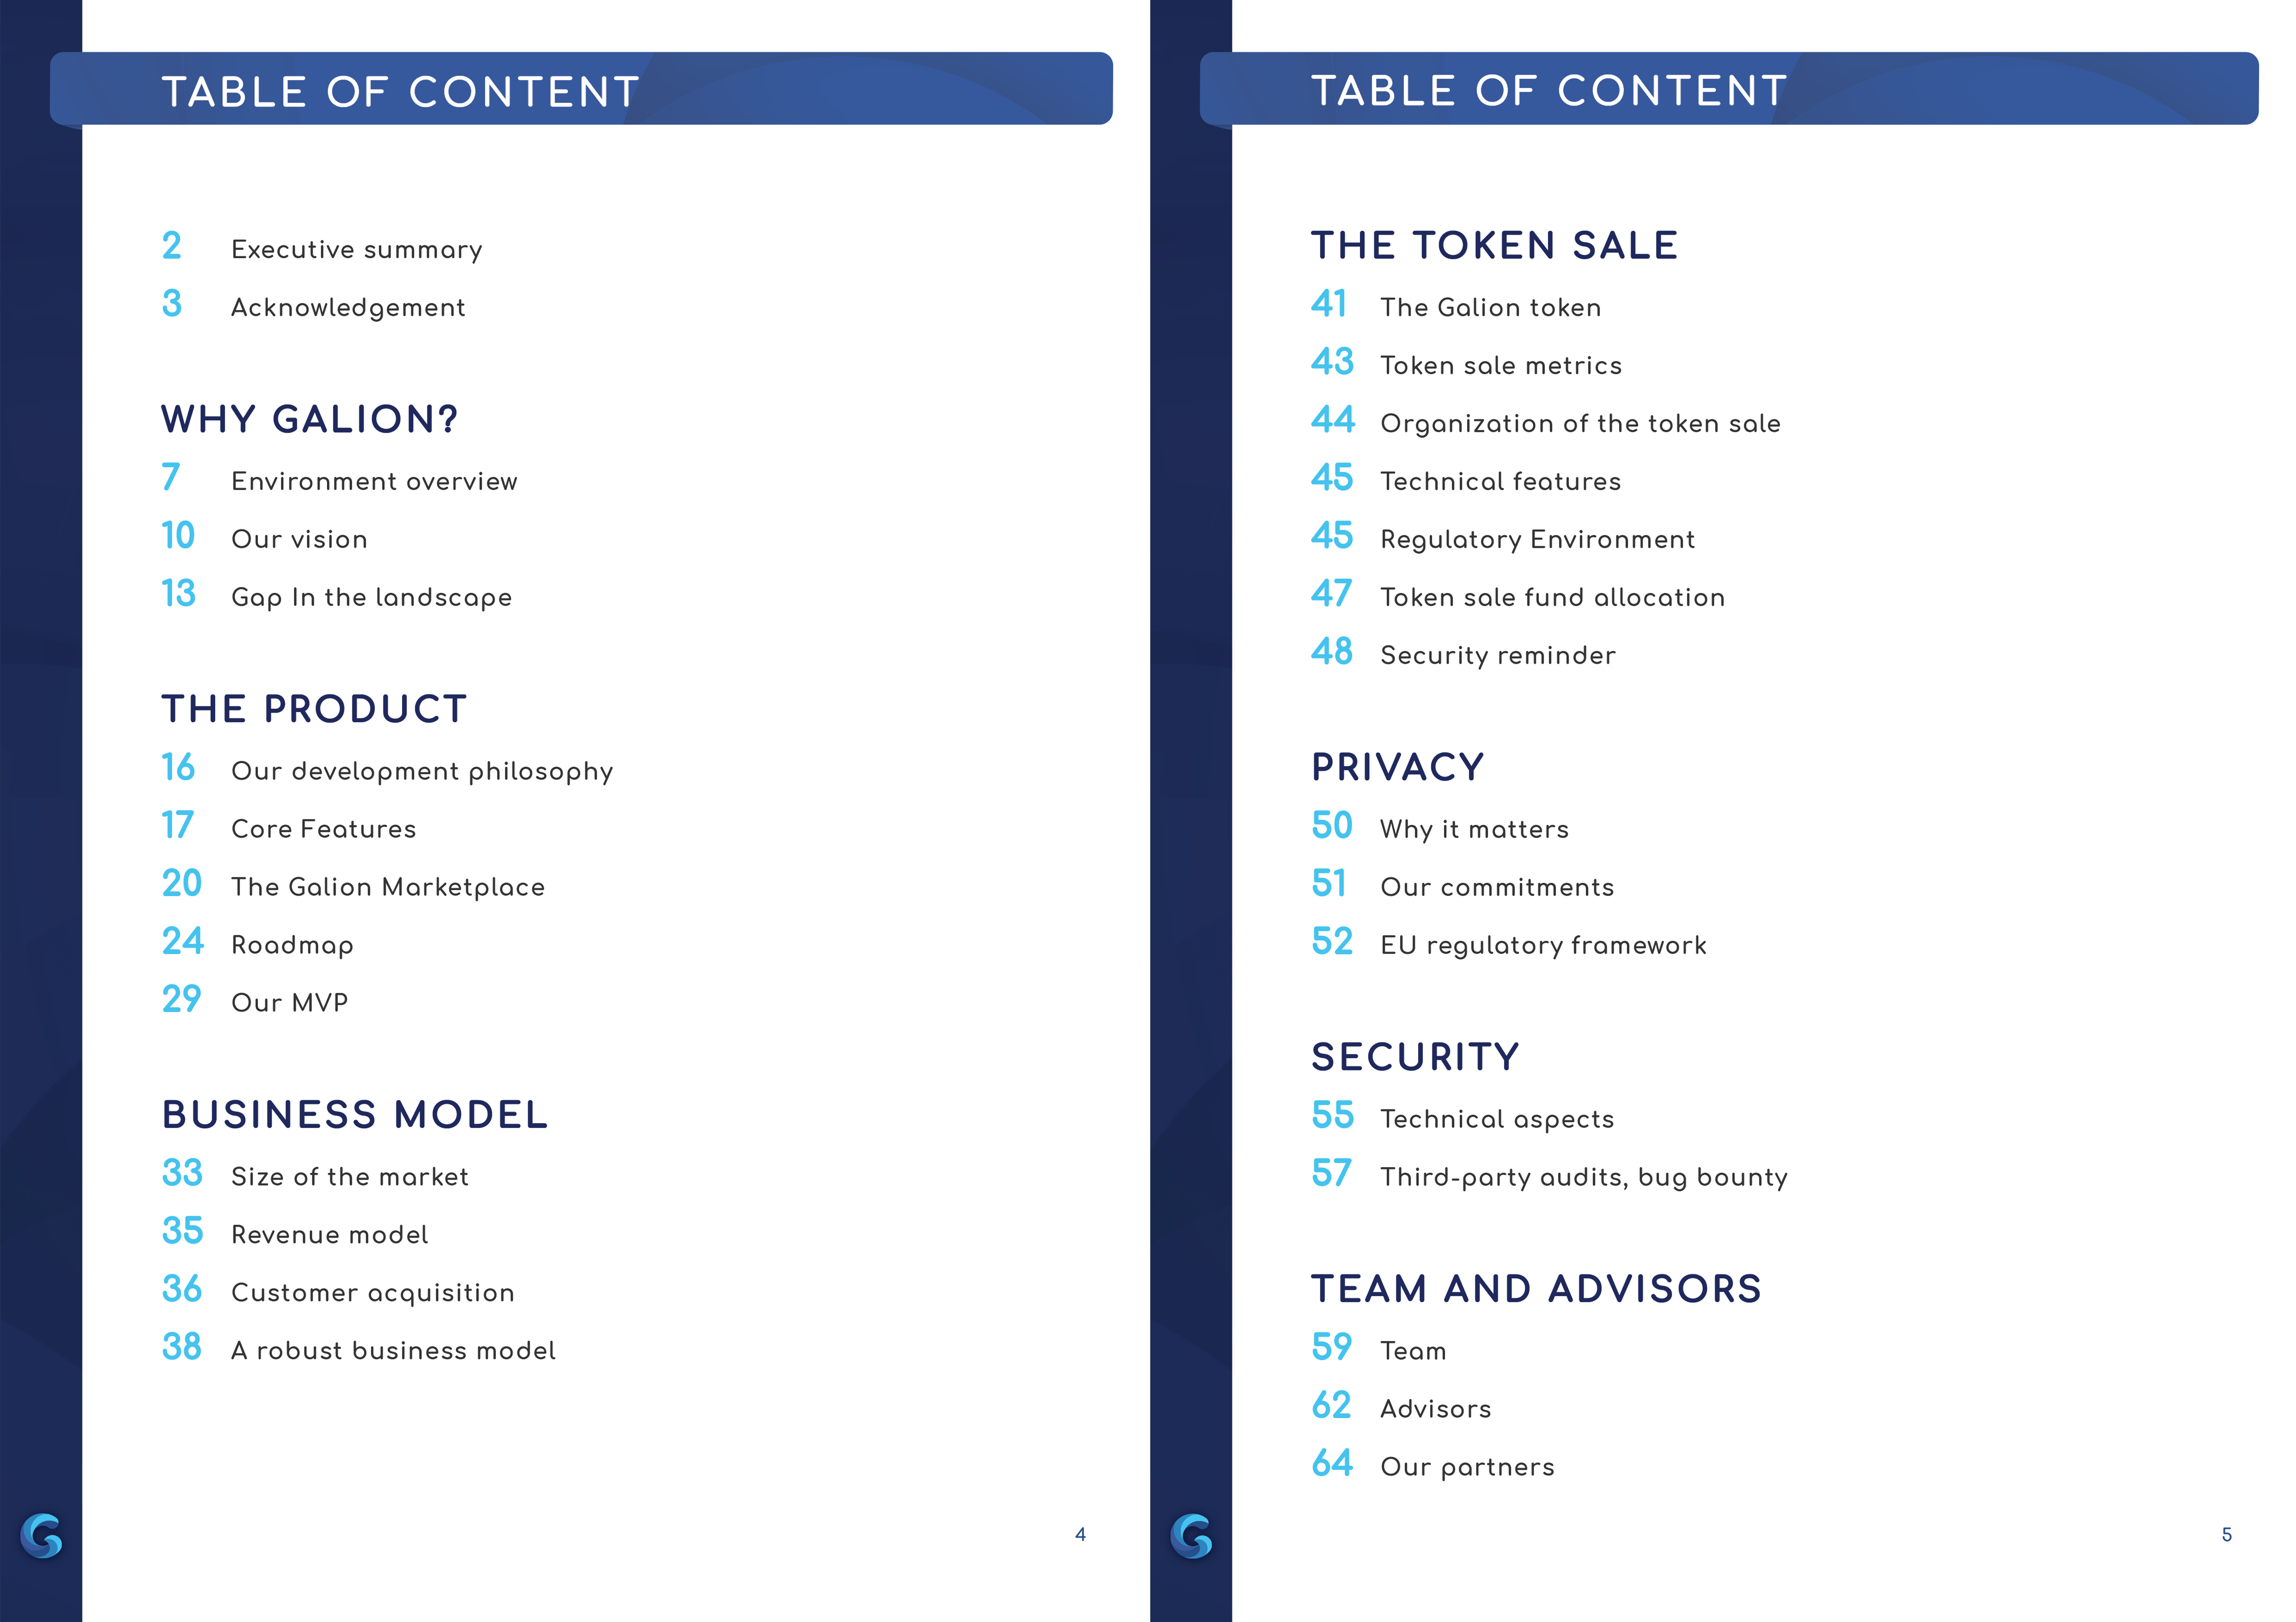 TABLE OF CONTENT
2 Executive summary
3 Acknowledgement
WHY GALION?
7 Environment overview
10 Our vision
13 Gap In the landscape
THE PRODUCT
16 Our development philosophy
17 Core Features
20 The Galion Marketplace
24 Roadmap
29 Our MVP
BUSINESS MODEL
33 Size of the market
35 Revenue model
36 Customer acquisition
38 A robust business model
4
TABLE OF CONTENT
THE TOKEN SALE
41 The Galion token
43 Token sale metrics
44 Organization of the token sale
45 Technical features
45 Regulatory Environment
47 Token sale fund allocation
48 Security reminder
PRIVACY
50 Why it matters
51 Our commitments
52 EU regulatory framework
SECURITY
55 Technical aspects
57 Third-party audits, bug bounty
TEAM AND ADVISORS
59 Team
62 Advisors
64 Our partners
5